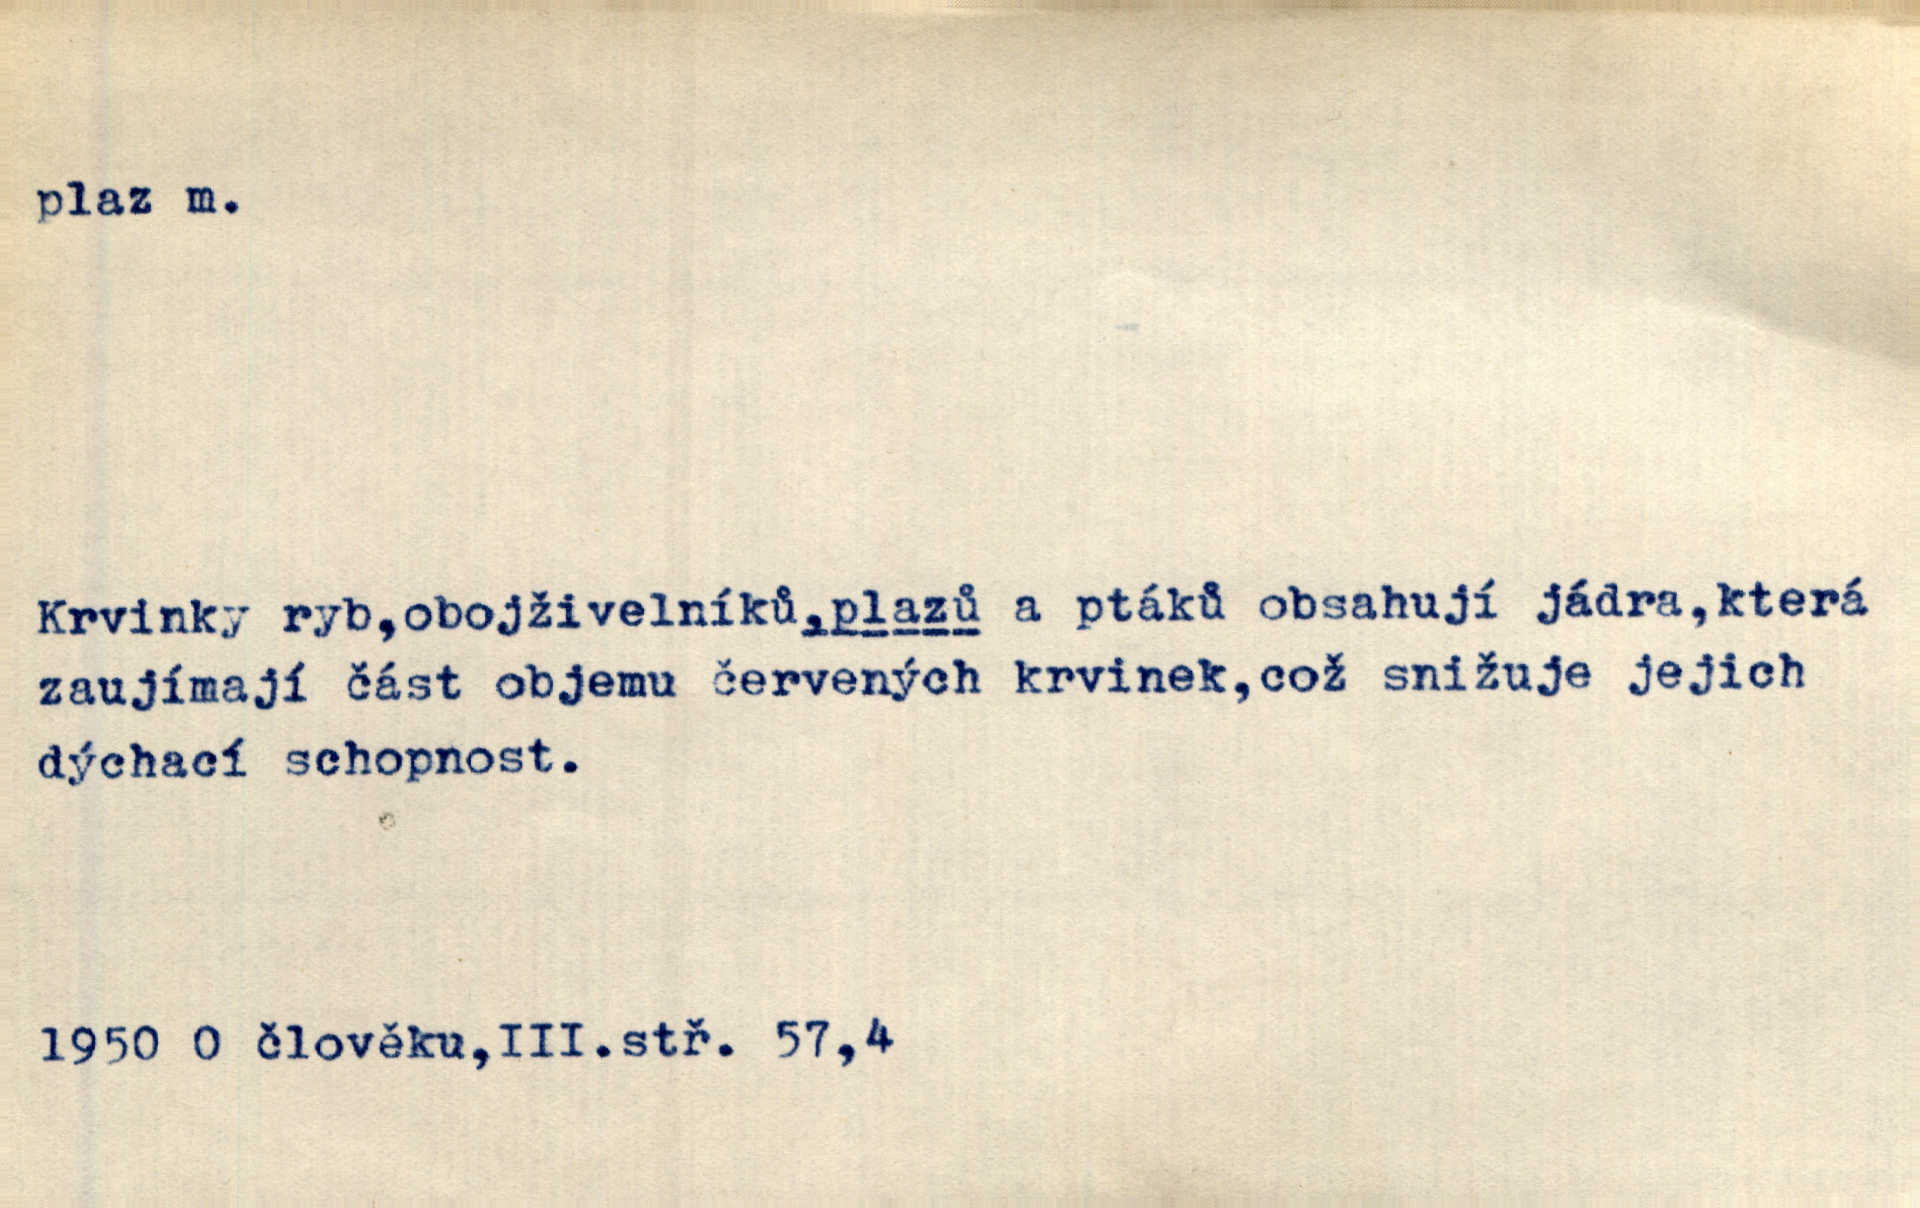 plaz m.
Krvinky ryb,obojživelníků,plazů a ptáků obsahují jádra,která
zaujímají část objemu červených krvinek,což snižuje jejich
dýchací schopnost.
1950 O člověku,III.stř. 57,4